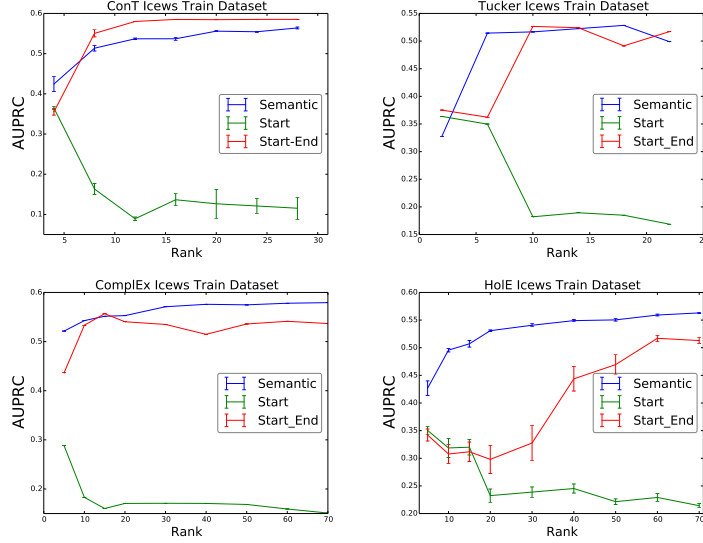 ConT Icews Train Dataset
0.6
0.5
0.4
0.3
0.2
0.1
AUPRC
Semantic
Start
Start-End
5 10 15 20 25 30
Rank
Tucker Icews Train Dataset
0.55
0.50
0.45
0.40
0.35
0.30
0.25
0.20
0.15
AUPRC
Semantic
Start
Start_End
0 5 10 15 20 25
Rank
ComplEx Icews Train Dataset
0.6
0.5
0.4
0.3
0.2
AUPRC
Semantic
Start
Start_End
0 10 20 30 40 50 60 70
Rank
HolE Icews Train Dataset
0.60
0.55
0.50
0.45
0.40
0.35
0.30
0.25
0.20
AUPRC
Semantic
Start
Start_End
10 20 30 40 50 60 70
Rank